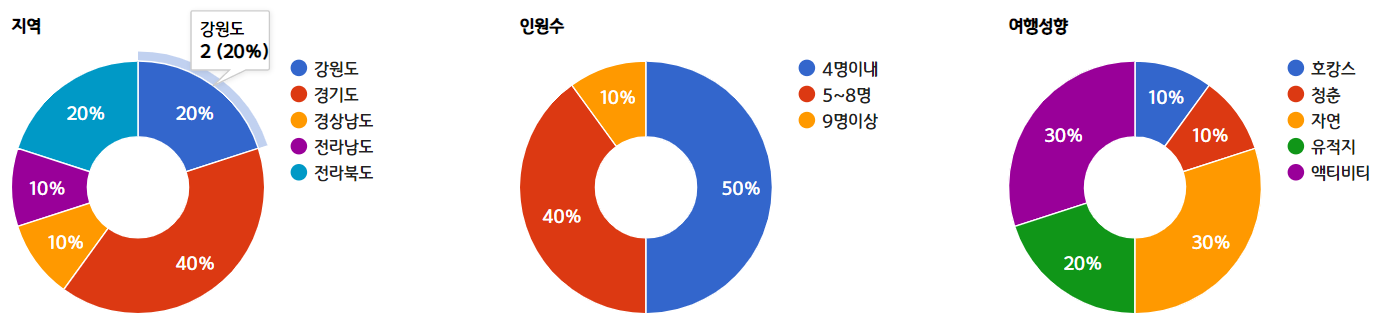 지역
강원도
2 (20%)
20%
40%
10%
10%
20%
강원도
경기도
경상남도
전라남도
전라북도
인원수
50%
40%
10%
4명이내
5~8명
9명이상
여행성향
10%
10%
30%
20%
30%
호캉스
청춘
자연
유적지
액티비티